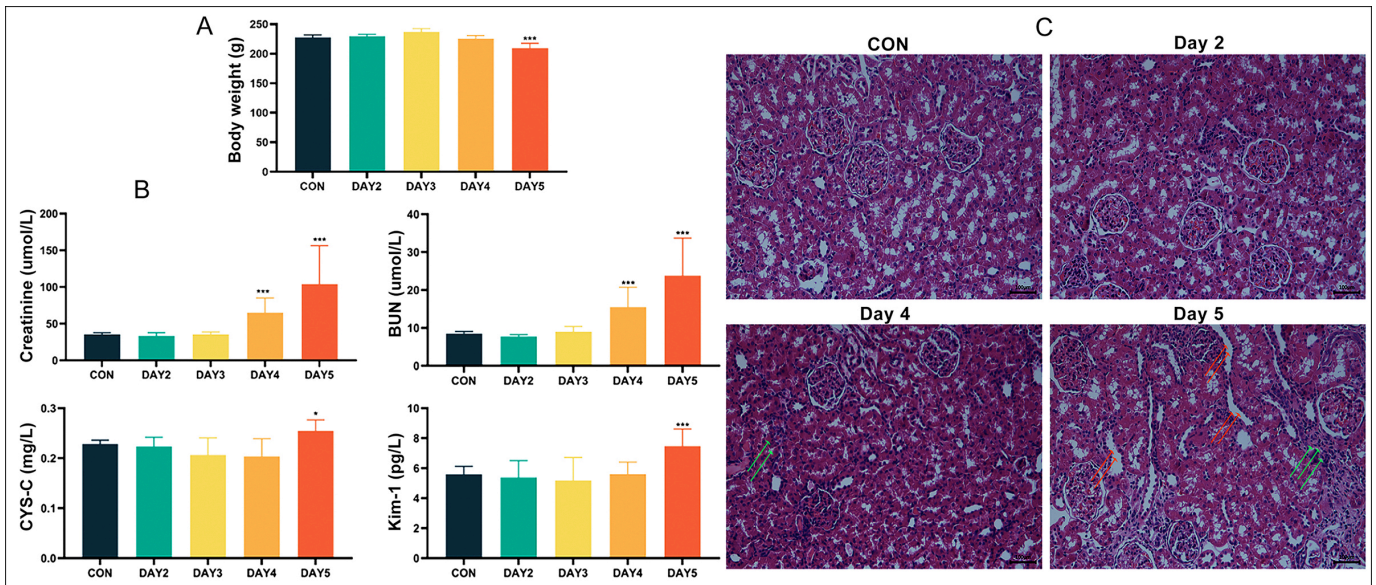 A
Body weight (g)
250
200
150
100
50
0
***
CON DAY2 DAY3 DAY4 DAY5
B
Creatinine (umol/L)
200
150
100
50
0
***
***
CON DAY2 DAY3 DAY4 DAY5
BUN (umol/L)
40
30
20
10
0
***
***
CON DAY2 DAY3 DAY4 DAY5
CYS-C (mg/L)
0.3
0.2
0.1
0.0
*
CON DAY2 DAY3 DAY4 DAY5
Kim-1 (pg/L)
10
8
6
4
2
0
***
CON DAY2 DAY3 DAY4 DAY5
C
CON
Day 2
100μm
100μm
Day 4
Day 5